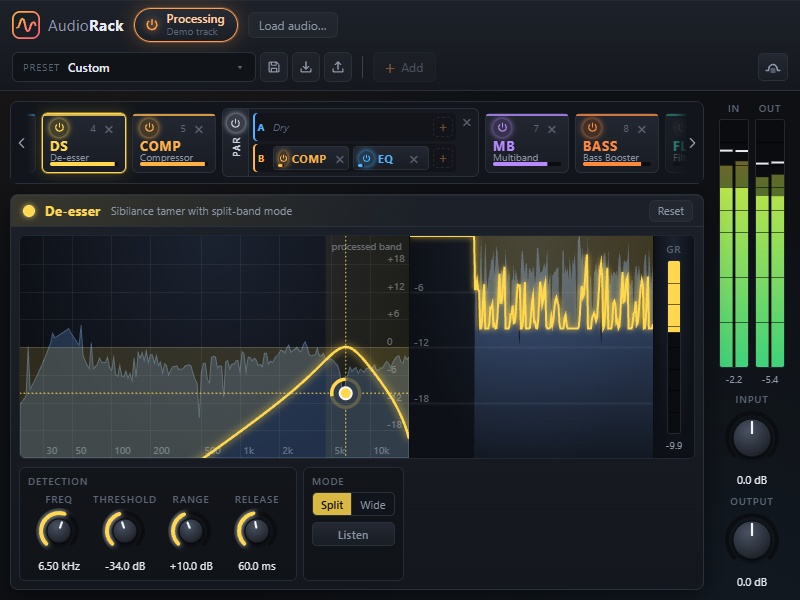 AudioRack
Processing
Demo track
Load audio...
PRESET Custom
+ Add
DS 4
De-esser
COMP 5
Compressor
PAR
A Dry +
B COMP EQ +
MB 7
Multiband
BASS 8
Bass Booster
De-esser Sibilance tamer with split-band mode
Reset
processed band
+18
+12
+6
0
-6
-12
-18
30 50 100 200 500 1k 2k 5k 10k
-6
-12
-18
GR
-9.9
DETECTION
FREQ THRESHOLD RANGE RELEASE
6.50 kHz -34.0 dB +10.0 dB 60.0 ms
MODE
Split Wide
Listen
IN OUT
-2.2 -5.4
INPUT
0.0 dB
OUTPUT
0.0 dB